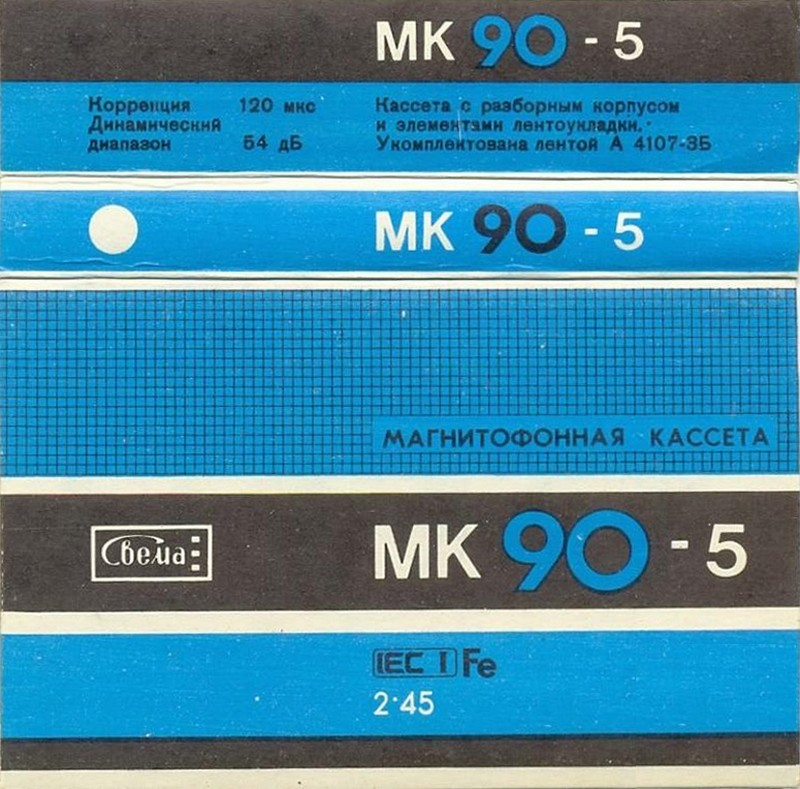 МК 90 - 5
Коррекция 120 мкс
Динамический
диапазон 54 дБ
Кассета с разборным корпусом
и элементами лентоукладки.
Укомплектована лентой А 4107-3Б
МК 90 - 5
МАГНИТОФОННАЯ КАССЕТА
Свема
МК 90 - 5
IEC I Fe
2·45